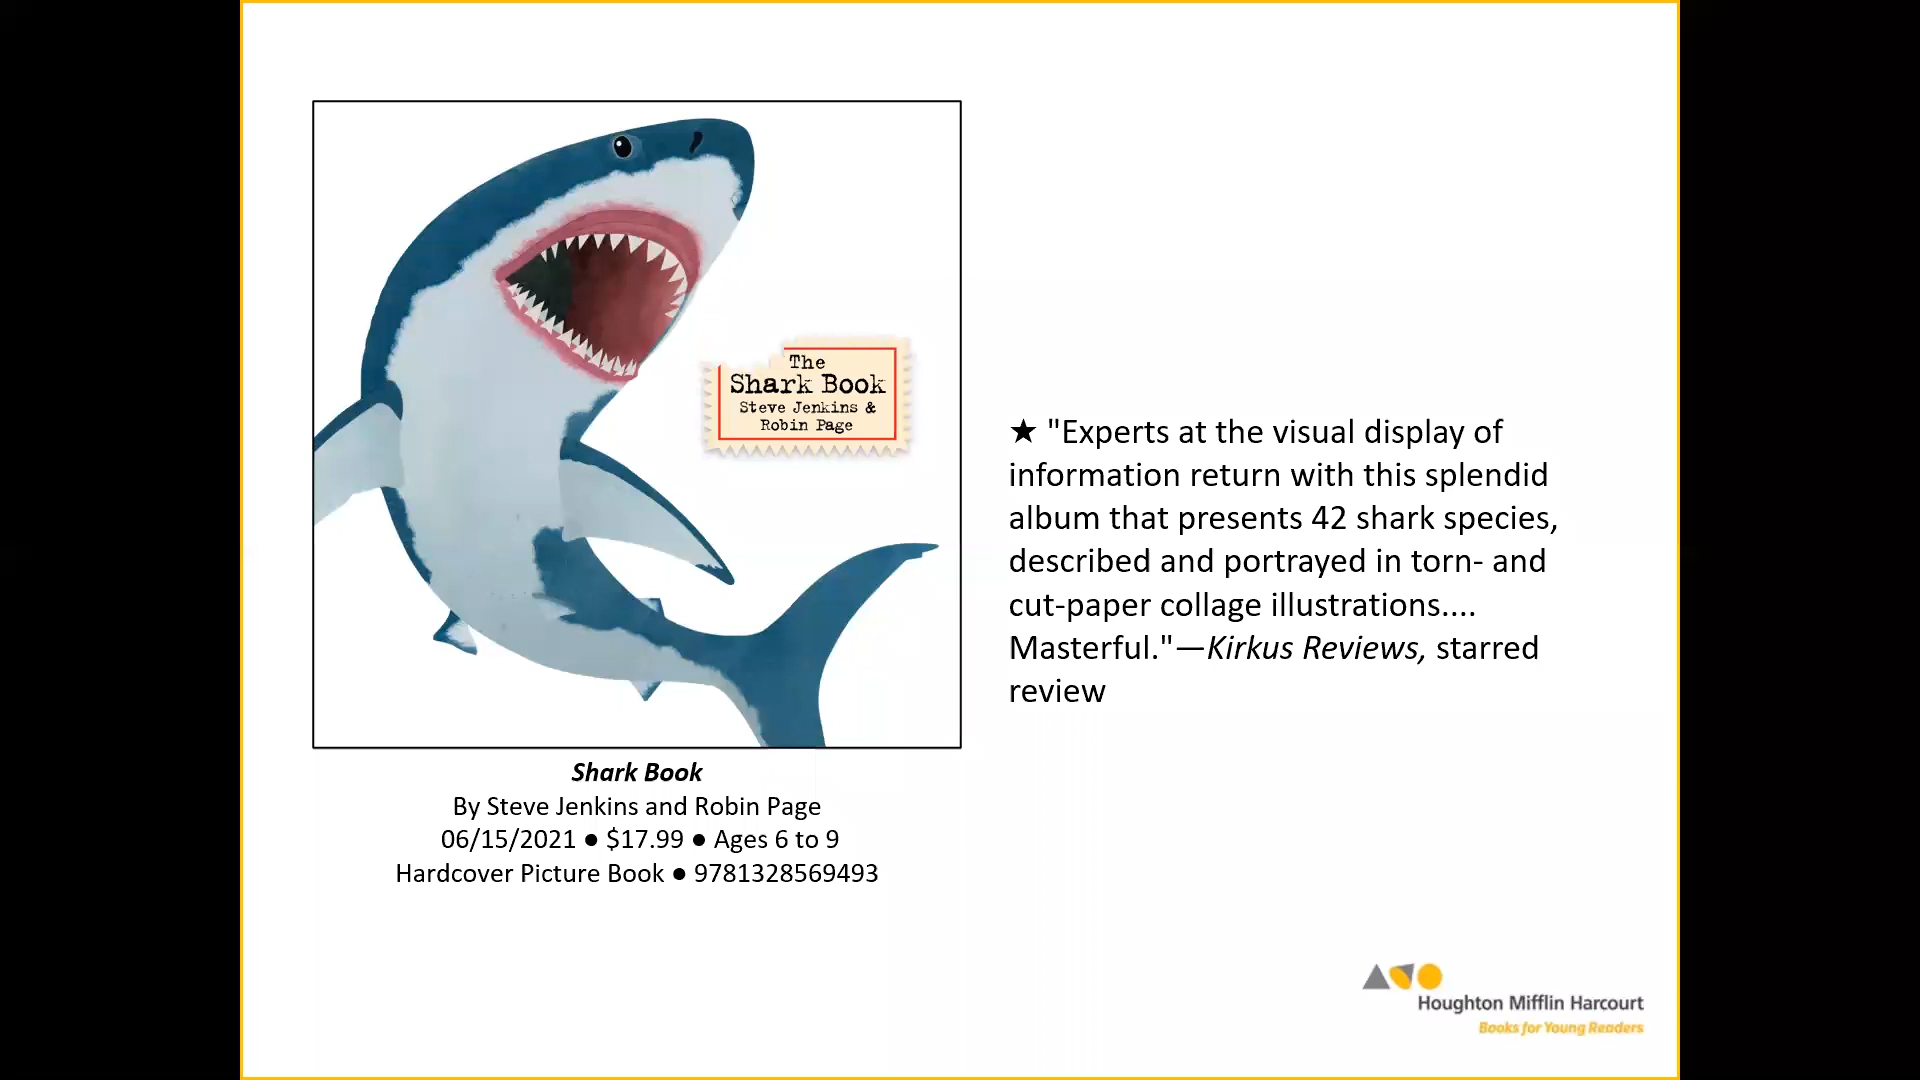 The
Shark Book
Steve Jenkins &
Robin Page
Shark Book
By Steve Jenkins and Robin Page
06/15/2021 ● $17.99 ● Ages 6 to 9
Hardcover Picture Book ● 9781328569493
★ "Experts at the visual display of
information return with this splendid
album that presents 42 shark species,
described and portrayed in torn- and
cut-paper collage illustrations....
Masterful."—Kirkus Reviews, starred
review
Houghton Mifflin Harcourt
Books for Young Readers